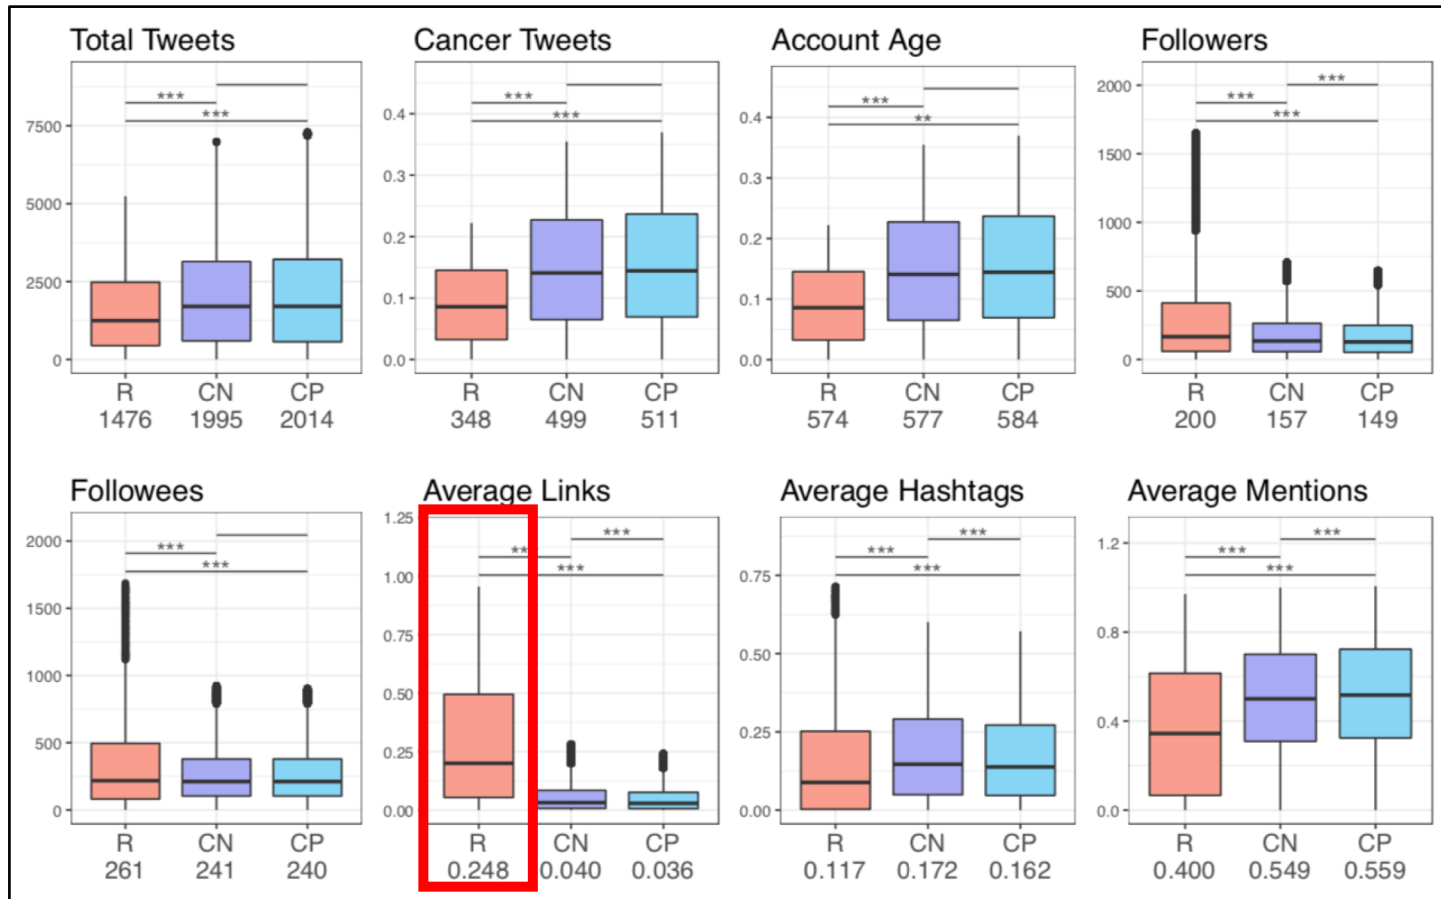 Total Tweets
***
***
7500
5000
2500
0
R CN CP
1476 1995 2014
Cancer Tweets
***
***
0.4
0.3
0.2
0.1
0.0
R CN CP
348 499 511
Account Age
***
**
0.4
0.3
0.2
0.1
0.0
R CN CP
574 577 584
Followers
***
***
***
2000
1500
1000
500
0
R CN CP
200 157 149
Followees
***
***
2000
1500
1000
500
0
R CN CP
261 241 240
Average Links
***
**
***
1.25
1.00
0.75
0.50
0.25
0.00
R CN CP
0.248 0.040 0.036
Average Hashtags
***
***
***
0.75
0.50
0.25
0.00
R CN CP
0.117 0.172 0.162
Average Mentions
***
***
***
1.2
0.8
0.4
0.0
R CN CP
0.400 0.549 0.559